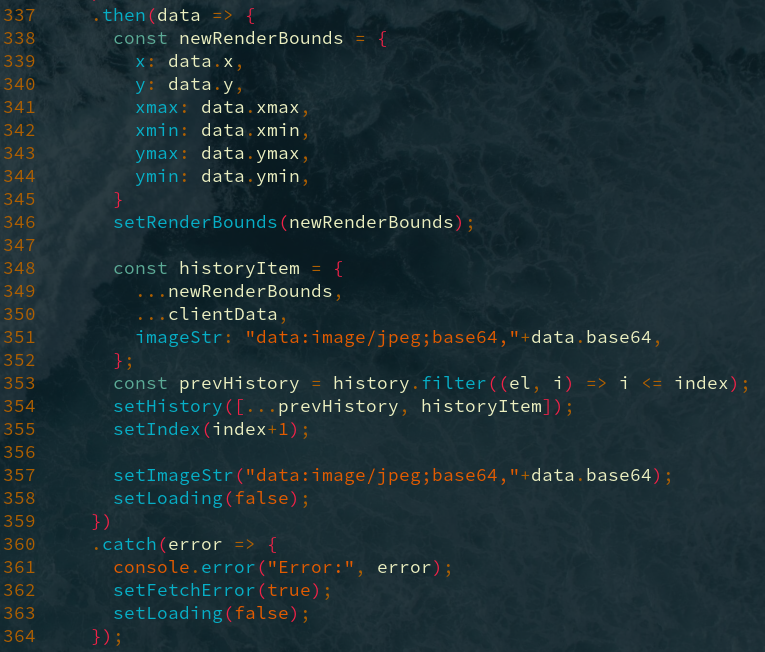 337 .then(data => {
338 const newRenderBounds = {
339 x: data.x,
340 y: data.y,
341 xmax: data.xmax,
342 xmin: data.xmin,
343 ymax: data.ymax,
344 ymin: data.ymin,
345 }
346 setRenderBounds(newRenderBounds);
347
348 const historyItem = {
349 ...newRenderBounds,
350 ...clientData,
351 imageStr: "data:image/jpeg;base64,"+data.base64,
352 };
353 const prevHistory = history.filter((el, i) => i <= index);
354 setHistory([...prevHistory, historyItem]);
355 setIndex(index+1);
356
357 setImageStr("data:image/jpeg;base64,"+data.base64);
358 setLoading(false);
359 })
360 .catch(error => {
361 console.error("Error:", error);
362 setFetchError(true);
363 setLoading(false);
364 });